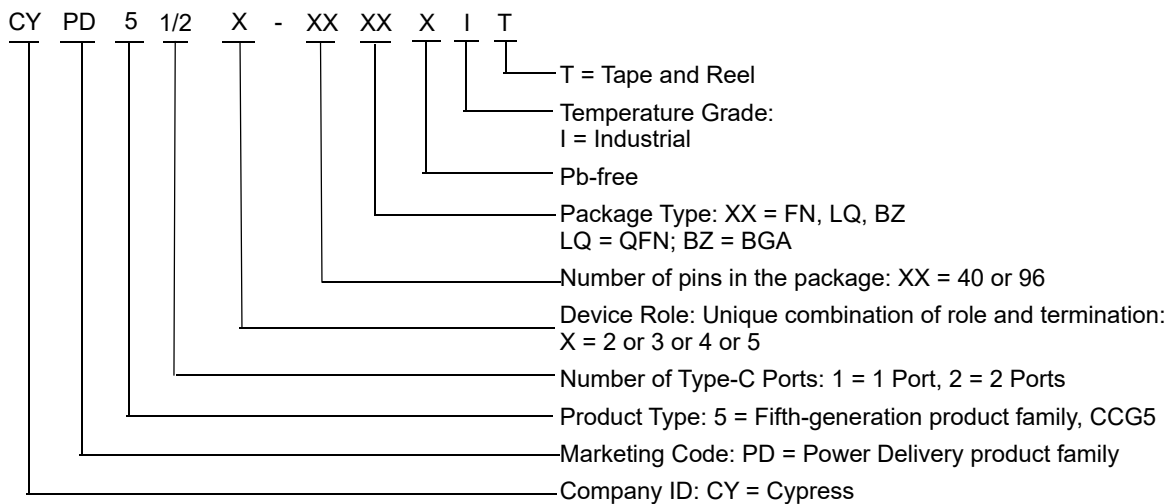 CY PD 5 1/2 X - XX XX X I T
T = Tape and Reel
Temperature Grade:
I = Industrial
Pb-free
Package Type: XX = FN, LQ, BZ
LQ = QFN; BZ = BGA
Number of pins in the package: XX = 40 or 96
Device Role: Unique combination of role and termination:
X = 2 or 3 or 4 or 5
Number of Type-C Ports: 1 = 1 Port, 2 = 2 Ports
Product Type: 5 = Fifth-generation product family, CCG5
Marketing Code: PD = Power Delivery product family
Company ID: CY = Cypress